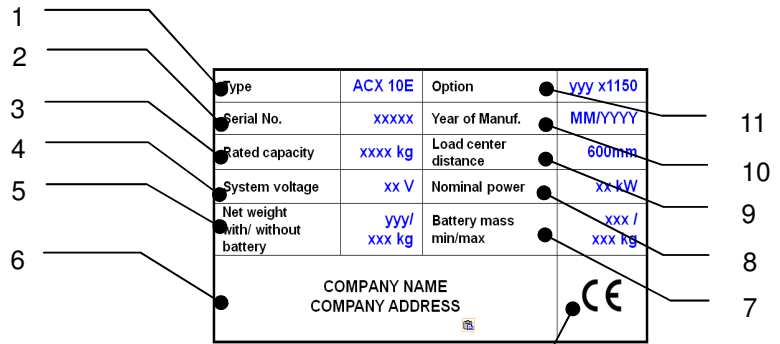 1
2
3
4
5
6
Type ACX 10E Option yyy x1150
Serial No. xxxxx Year of Manuf. MM/YYYY
Rated capacity xxxx kg Load center distance 600mm
System voltage xx V Nominal power xx kW
Net weight with/ without battery yyy/ xxx kg Battery mass min/max xxx / xxx kg
COMPANY NAME
COMPANY ADDRESS
CE
11
10
9
8
7